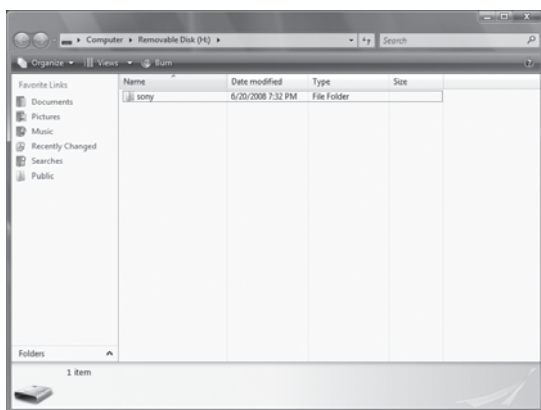 Computer ▸ Removable Disk (H:) ▸
Search
Organize
Views
Burn
Favorite Links
Documents
Pictures
Music
Recently Changed
Searches
Public
Folders
Name Date modified Type Size
sony 6/20/2008 7:32 PM File Folder
1 item